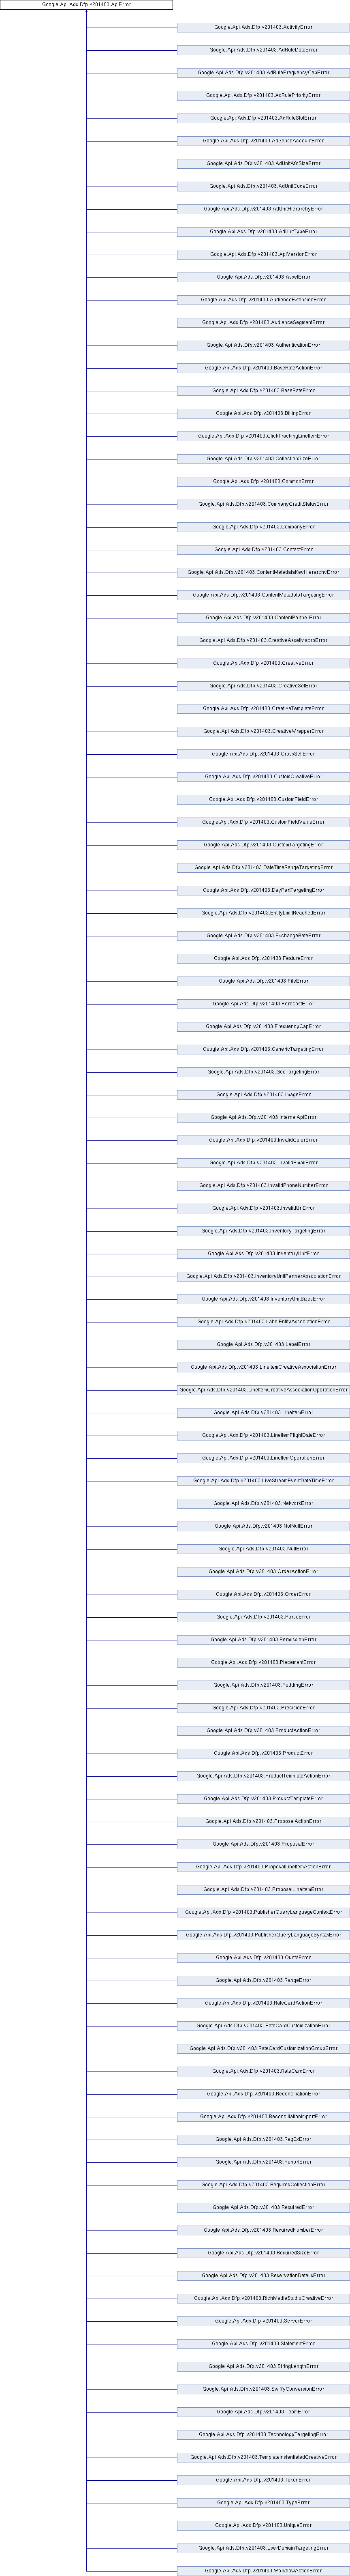 Google.Api.Ads.Dfp.v201403.ApiError
Google.Api.Ads.Dfp.v201403.ActivityError
Google.Api.Ads.Dfp.v201403.AdRuleDateError
Google.Api.Ads.Dfp.v201403.AdRuleFrequencyCapError
Google.Api.Ads.Dfp.v201403.AdRulePriorityError
Google.Api.Ads.Dfp.v201403.AdRuleSlotError
Google.Api.Ads.Dfp.v201403.AdSenseAccountError
Google.Api.Ads.Dfp.v201403.AdUnitAfcSizeError
Google.Api.Ads.Dfp.v201403.AdUnitCodeError
Google.Api.Ads.Dfp.v201403.AdUnitHierarchyError
Google.Api.Ads.Dfp.v201403.AdUnitTypeError
Google.Api.Ads.Dfp.v201403.ApiVersionError
Google.Api.Ads.Dfp.v201403.AssetError
Google.Api.Ads.Dfp.v201403.AudienceExtensionError
Google.Api.Ads.Dfp.v201403.AudienceSegmentError
Google.Api.Ads.Dfp.v201403.AuthenticationError
Google.Api.Ads.Dfp.v201403.BaseRateActionError
Google.Api.Ads.Dfp.v201403.BaseRateError
Google.Api.Ads.Dfp.v201403.BillingError
Google.Api.Ads.Dfp.v201403.ClickTrackingLineItemError
Google.Api.Ads.Dfp.v201403.CollectionSizeError
Google.Api.Ads.Dfp.v201403.CommonError
Google.Api.Ads.Dfp.v201403.CompanyCreditStatusError
Google.Api.Ads.Dfp.v201403.CompanyError
Google.Api.Ads.Dfp.v201403.ContactError
Google.Api.Ads.Dfp.v201403.ContentMetadataKeyHierarchyError
Google.Api.Ads.Dfp.v201403.ContentMetadataTargetingError
Google.Api.Ads.Dfp.v201403.ContentPartnerError
Google.Api.Ads.Dfp.v201403.CreativeAssetMacroError
Google.Api.Ads.Dfp.v201403.CreativeError
Google.Api.Ads.Dfp.v201403.CreativeSetError
Google.Api.Ads.Dfp.v201403.CreativeTemplateError
Google.Api.Ads.Dfp.v201403.CreativeWrapperError
Google.Api.Ads.Dfp.v201403.CrossSellError
Google.Api.Ads.Dfp.v201403.CustomCreativeError
Google.Api.Ads.Dfp.v201403.CustomFieldError
Google.Api.Ads.Dfp.v201403.CustomFieldValueError
Google.Api.Ads.Dfp.v201403.CustomTargetingError
Google.Api.Ads.Dfp.v201403.DateTimeRangeTargetingError
Google.Api.Ads.Dfp.v201403.DayPartTargetingError
Google.Api.Ads.Dfp.v201403.EntityLimitReachedError
Google.Api.Ads.Dfp.v201403.ExchangeRateError
Google.Api.Ads.Dfp.v201403.FeatureError
Google.Api.Ads.Dfp.v201403.FileError
Google.Api.Ads.Dfp.v201403.ForecastError
Google.Api.Ads.Dfp.v201403.FrequencyCapError
Google.Api.Ads.Dfp.v201403.GenericTargetingError
Google.Api.Ads.Dfp.v201403.GeoTargetingError
Google.Api.Ads.Dfp.v201403.ImageError
Google.Api.Ads.Dfp.v201403.InternalApiError
Google.Api.Ads.Dfp.v201403.InvalidColorError
Google.Api.Ads.Dfp.v201403.InvalidEmailError
Google.Api.Ads.Dfp.v201403.InvalidPhoneNumberError
Google.Api.Ads.Dfp.v201403.InvalidUrlError
Google.Api.Ads.Dfp.v201403.InventoryTargetingError
Google.Api.Ads.Dfp.v201403.InventoryUnitError
Google.Api.Ads.Dfp.v201403.InventoryUnitPartnerAssociationError
Google.Api.Ads.Dfp.v201403.InventoryUnitSizesError
Google.Api.Ads.Dfp.v201403.LabelEntityAssociationError
Google.Api.Ads.Dfp.v201403.LabelError
Google.Api.Ads.Dfp.v201403.LineItemCreativeAssociationError
Google.Api.Ads.Dfp.v201403.LineItemCreativeAssociationOperationError
Google.Api.Ads.Dfp.v201403.LineItemError
Google.Api.Ads.Dfp.v201403.LineItemFlightDateError
Google.Api.Ads.Dfp.v201403.LineItemOperationError
Google.Api.Ads.Dfp.v201403.LiveStreamEventDateTimeError
Google.Api.Ads.Dfp.v201403.NetworkError
Google.Api.Ads.Dfp.v201403.NotNullError
Google.Api.Ads.Dfp.v201403.NullError
Google.Api.Ads.Dfp.v201403.OrderActionError
Google.Api.Ads.Dfp.v201403.OrderError
Google.Api.Ads.Dfp.v201403.ParseError
Google.Api.Ads.Dfp.v201403.PermissionError
Google.Api.Ads.Dfp.v201403.PlacementError
Google.Api.Ads.Dfp.v201403.PoddingError
Google.Api.Ads.Dfp.v201403.PrecisionError
Google.Api.Ads.Dfp.v201403.ProductActionError
Google.Api.Ads.Dfp.v201403.ProductError
Google.Api.Ads.Dfp.v201403.ProductTemplateActionError
Google.Api.Ads.Dfp.v201403.ProductTemplateError
Google.Api.Ads.Dfp.v201403.ProposalActionError
Google.Api.Ads.Dfp.v201403.ProposalError
Google.Api.Ads.Dfp.v201403.ProposalLineItemActionError
Google.Api.Ads.Dfp.v201403.ProposalLineItemError
Google.Api.Ads.Dfp.v201403.PublisherQueryLanguageContextError
Google.Api.Ads.Dfp.v201403.PublisherQueryLanguageSyntaxError
Google.Api.Ads.Dfp.v201403.QuotaError
Google.Api.Ads.Dfp.v201403.RangeError
Google.Api.Ads.Dfp.v201403.RateCardActionError
Google.Api.Ads.Dfp.v201403.RateCardCustomizationError
Google.Api.Ads.Dfp.v201403.RateCardCustomizationGroupError
Google.Api.Ads.Dfp.v201403.RateCardError
Google.Api.Ads.Dfp.v201403.ReconciliationError
Google.Api.Ads.Dfp.v201403.ReconciliationImportError
Google.Api.Ads.Dfp.v201403.RegExError
Google.Api.Ads.Dfp.v201403.ReportError
Google.Api.Ads.Dfp.v201403.RequiredCollectionError
Google.Api.Ads.Dfp.v201403.RequiredError
Google.Api.Ads.Dfp.v201403.RequiredNumberError
Google.Api.Ads.Dfp.v201403.RequiredSizeError
Google.Api.Ads.Dfp.v201403.ReservationDetailsError
Google.Api.Ads.Dfp.v201403.RichMediaStudioCreativeError
Google.Api.Ads.Dfp.v201403.ServerError
Google.Api.Ads.Dfp.v201403.StatementError
Google.Api.Ads.Dfp.v201403.StringLengthError
Google.Api.Ads.Dfp.v201403.SwiffyConversionError
Google.Api.Ads.Dfp.v201403.TeamError
Google.Api.Ads.Dfp.v201403.TechnologyTargetingError
Google.Api.Ads.Dfp.v201403.TemplateInstantiatedCreativeError
Google.Api.Ads.Dfp.v201403.TokenError
Google.Api.Ads.Dfp.v201403.TypeError
Google.Api.Ads.Dfp.v201403.UniqueError
Google.Api.Ads.Dfp.v201403.UserDomainTargetingError
Google.Api.Ads.Dfp.v201403.WorkflowActionError